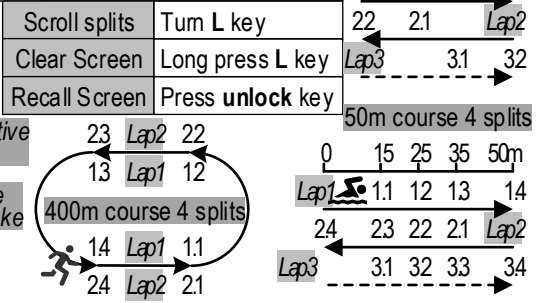 Scroll splits Turn L key
Clear Screen Long press L key
Recall Screen Press unlock key
22 2.1 Lap2
Lap3 3.1 32
tive
ke
23 Lap2 22
13 Lap1 12
400m course 4 splits
14 Lap1 1.1
24 Lap2 2.1
50m course 4 splits
0 15 25 35 50m
Lap1 1.1 12 13 14
24 23 22 2.1 Lap2
Lap3 3.1 32 33 34